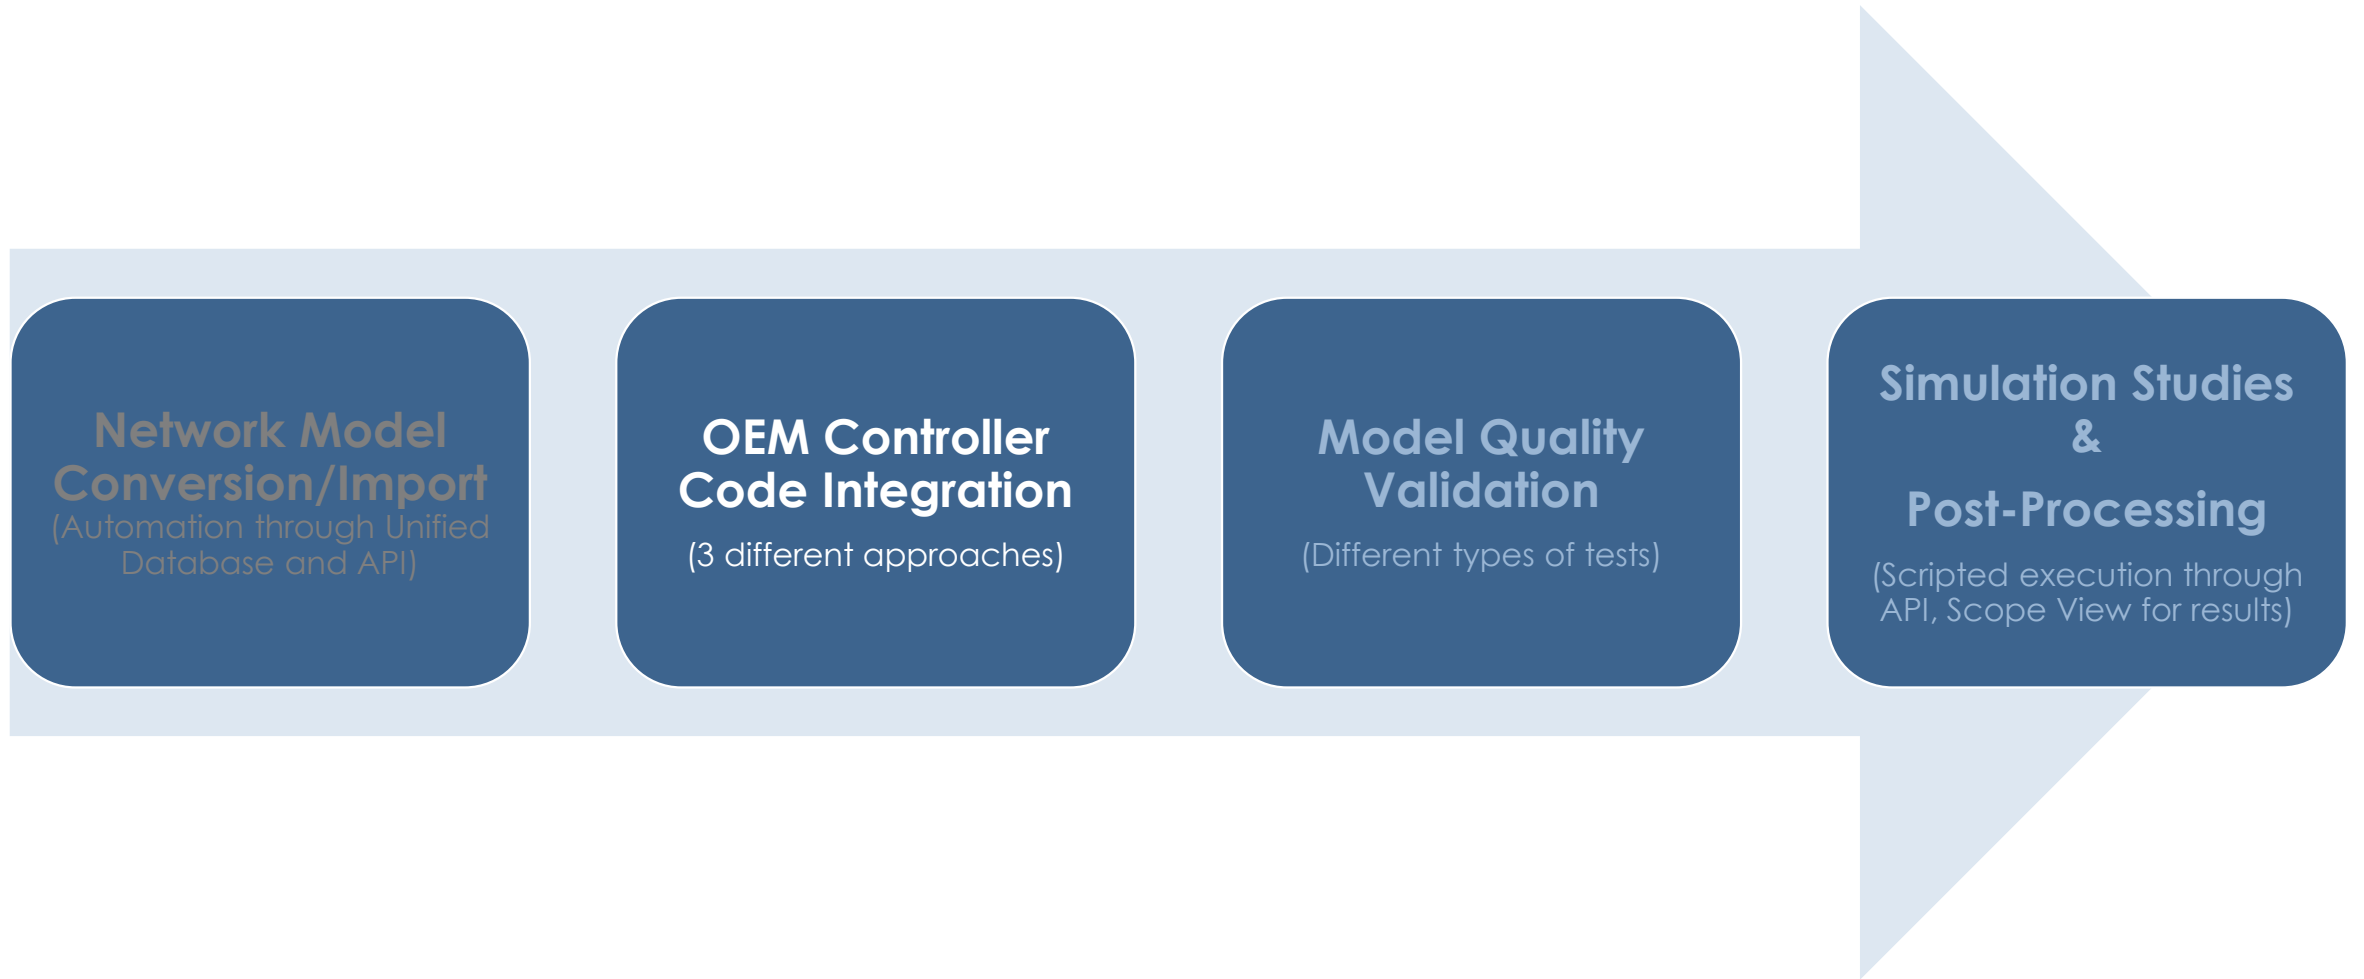 Network Model
Conversion/Import
(Automation through Unified
Database and API)
OEM Controller
Code Integration
(3 different approaches)
Model Quality
Validation
(Different types of tests)
Simulation Studies
&
Post-Processing
(Scripted execution through
API, Scope View for results)